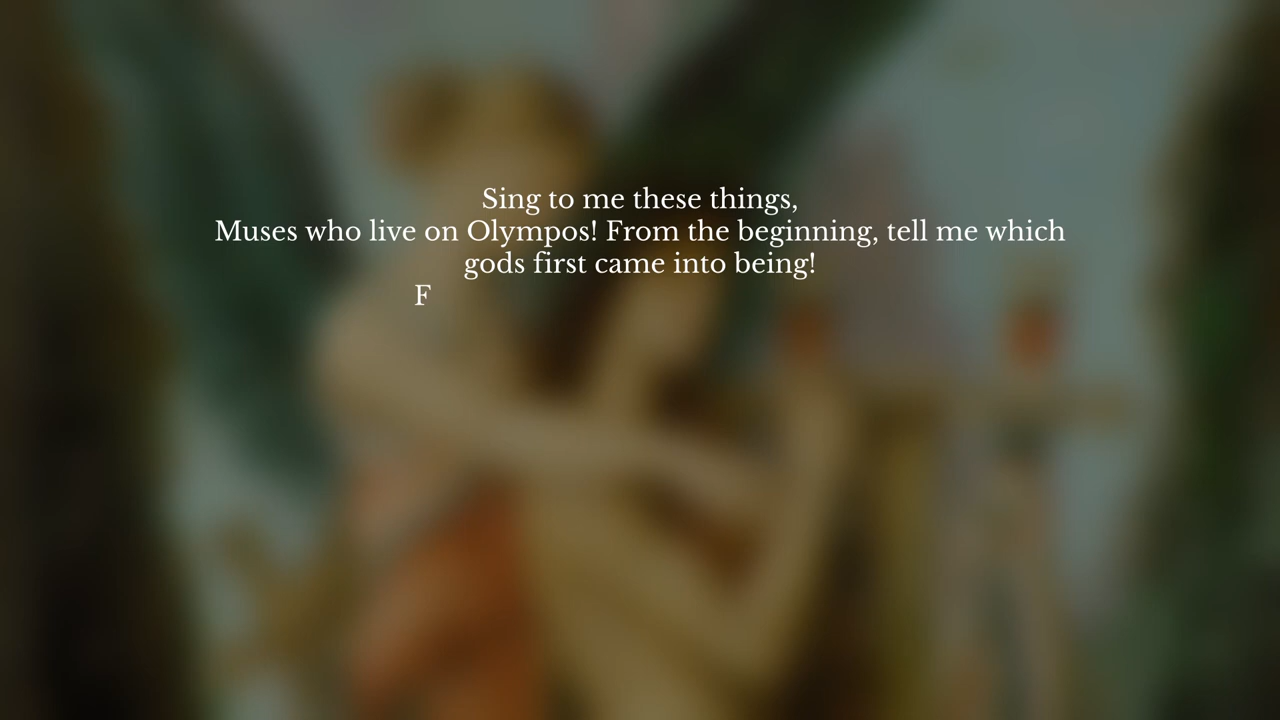 Sing to me these things,
Muses who live on Olympos! From the beginning, tell me which
gods first came into being!
F